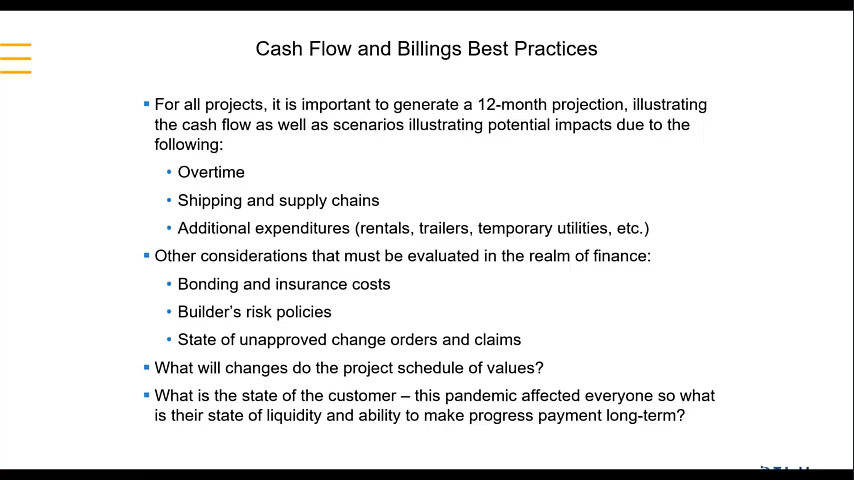 Cash Flow and Billings Best Practices
▪ For all projects, it is important to generate a 12-month projection, illustrating
the cash flow as well as scenarios illustrating potential impacts due to the
following:
• Overtime
• Shipping and supply chains
• Additional expenditures (rentals, trailers, temporary utilities, etc.)
▪ Other considerations that must be evaluated in the realm of finance:
• Bonding and insurance costs
• Builder’s risk policies
• State of unapproved change orders and claims
▪ What will changes do the project schedule of values?
▪ What is the state of the customer – this pandemic affected everyone so what
is their state of liquidity and ability to make progress payment long-term?